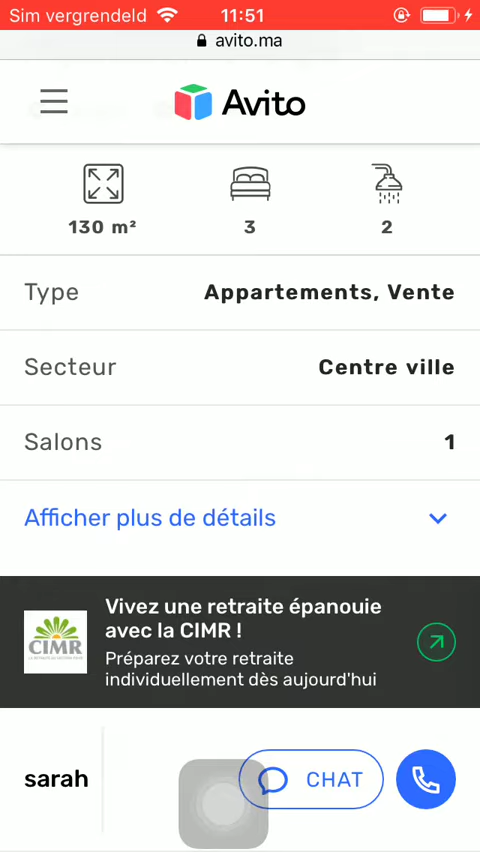 Sim vergrendeld 11:51
avito.ma
Avito
130 m² 3 2
Type Appartements, Vente
Secteur Centre ville
Salons 1
Afficher plus de détails
Vivez une retraite épanouie
avec la CIMR !
CIMR
Préparez votre retraite
individuellement dès aujourd'hui
sarah CHAT